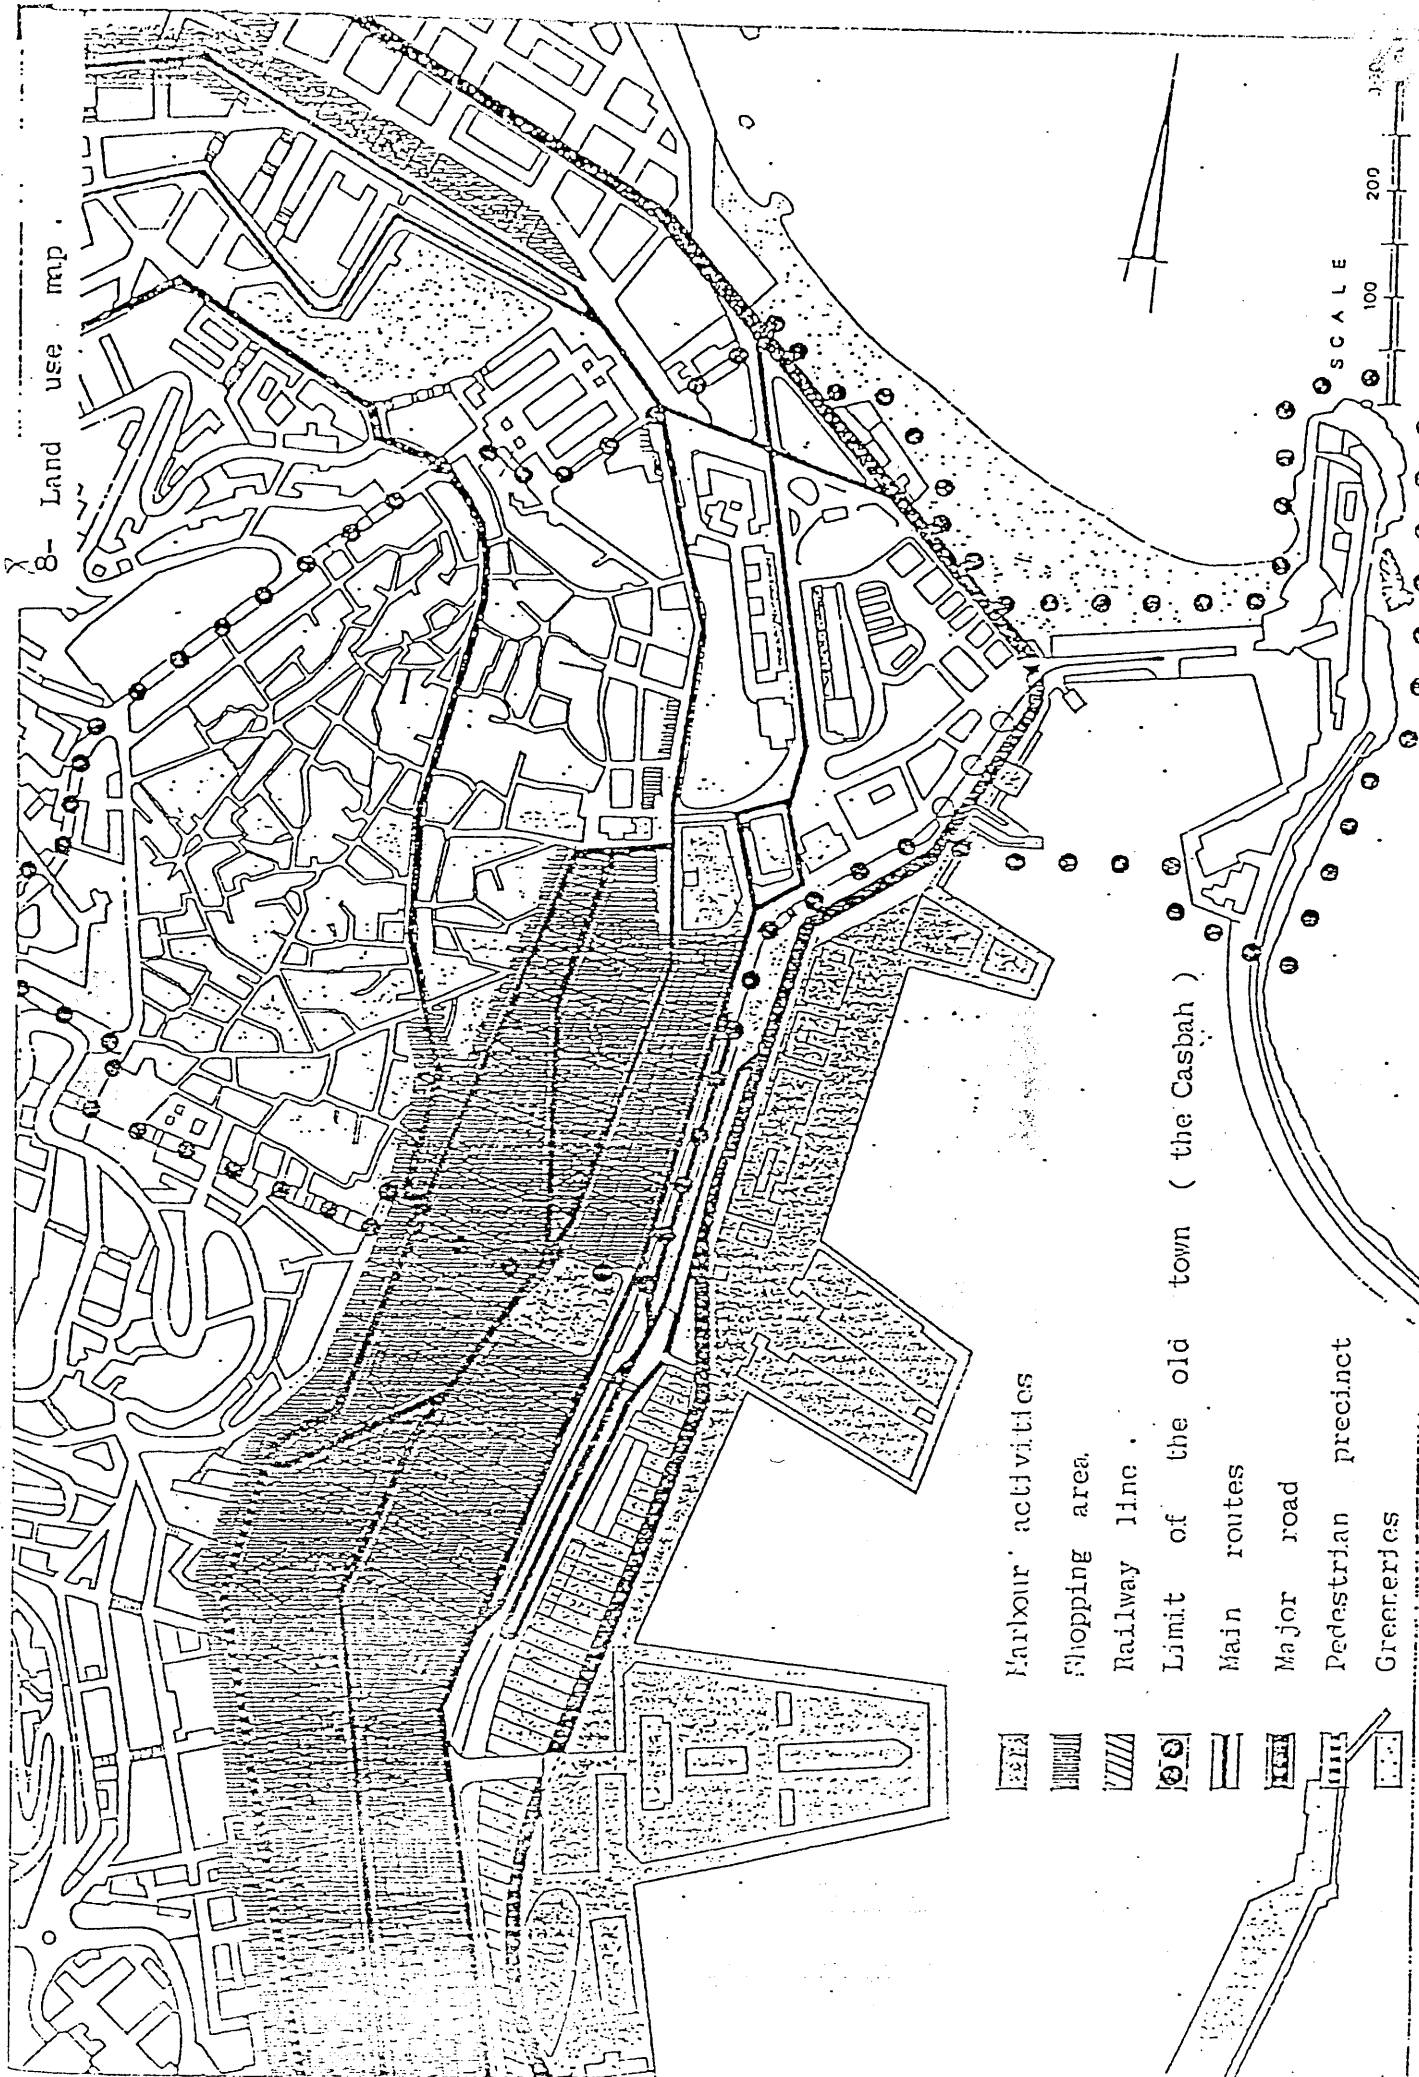 8- Land use map .
Harbour' activities
Shopping area
Railway line .
Limit of the old town ( the Casbah )
Main routes
Major road
Pedestrian precinct
Greeneries
SCALE
100 200